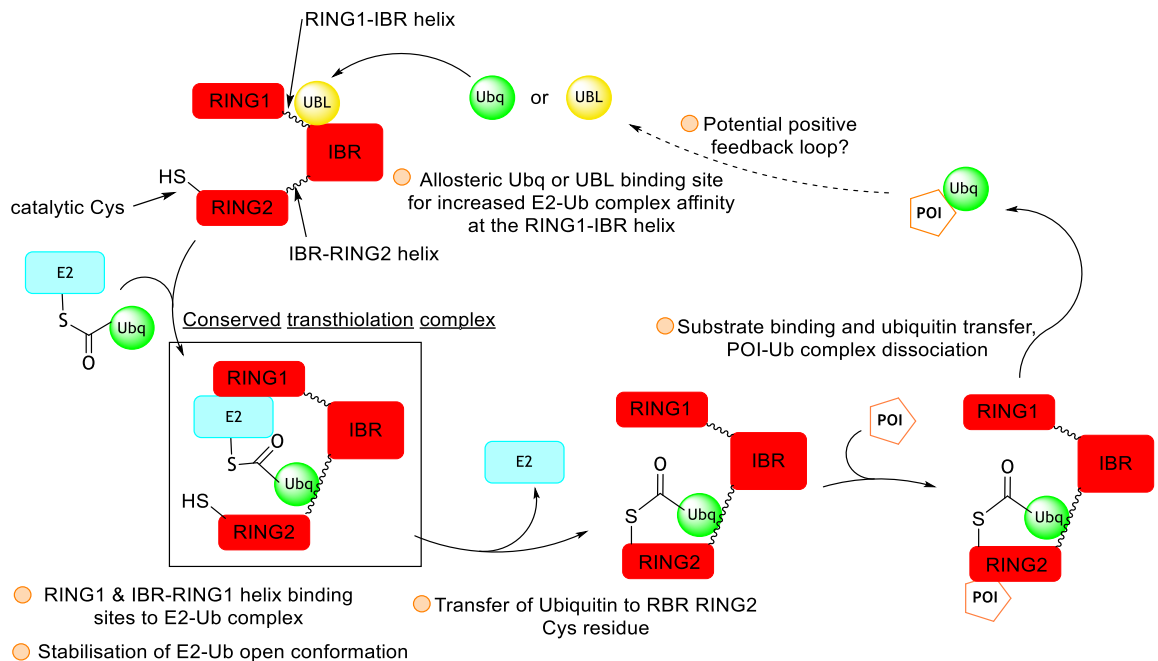 RING1-IBR helix
RING1
UBL
Ubq
or
UBL
IBR
Potential positive
feedback loop?
HS
catalytic Cys
RING2
Allosteric Ubq or UBL binding site
for increased E2-Ub complex affinity
at the RING1-IBR helix
Ubq
POI
IBR-RING2 helix
E2
S
O
Ubq
Conserved transthiolation complex
Substrate binding and ubiquitin transfer,
POI-Ub complex dissociation
RING1
E2
IBR
O
S
Ubq
HS
RING2
E2
RING1
IBR
O
S
Ubq
RING2
POI
RING1
IBR
O
S
Ubq
RING2
POI
RING1 & IBR-RING1 helix binding
sites to E2-Ub complex
Stabilisation of E2-Ub open conformation
Transfer of Ubiquitin to RBR RING2
Cys residue